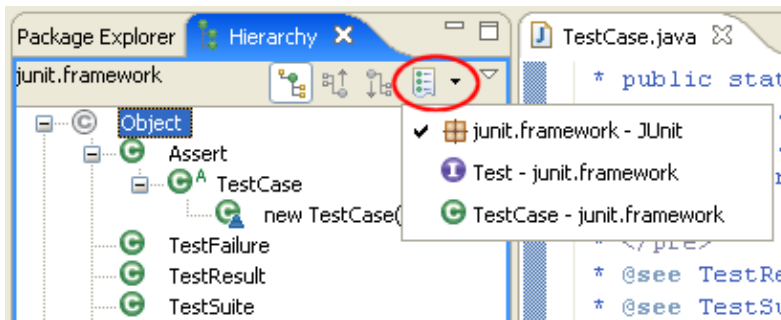 Package Explorer Hierarchy
TestCase.java
junit.framework
* public stat
Object
Assert
TestCase
new TestCase(
TestFailure
TestResult
TestSuite
junit.framework - JUnit
Test - junit.framework
TestCase - junit.framework
* </pre>
* @see TestRe
* @see TestSu